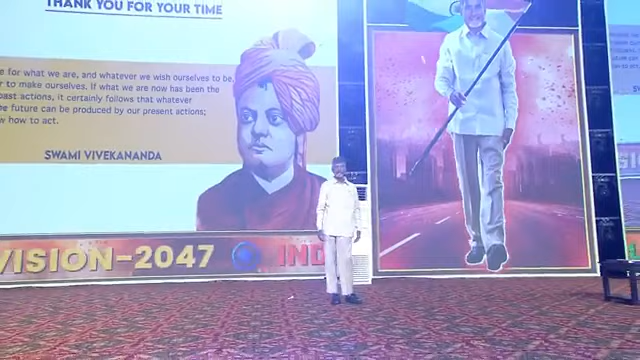 THANK YOU FOR YOUR TIME
for what we are, and whatever we wish ourselves to be,
to make ourselves. If what we are now has been the
past actions, it certainly follows that whatever
future can be produced by our present actions;
how to act.
SWAMI VIVEKANANDA
VISION-2047
IND